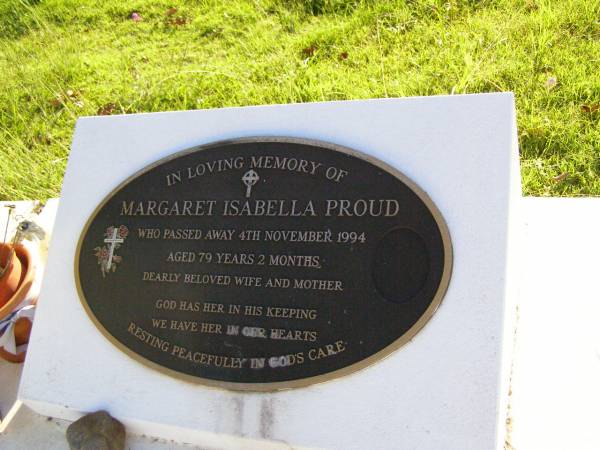 IN LOVING MEMORY OF
MARGARET ISABELLA PROUD
WHO PASSED AWAY 4TH NOVEMBER 1994
AGED 79 YEARS 2 MONTHS
DEARLY BELOVED WIFE AND MOTHER
GOD HAS HER IN HIS KEEPING
WE HAVE HER IN OUR HEARTS
RESTING PEACEFULLY IN GOD'S CARE